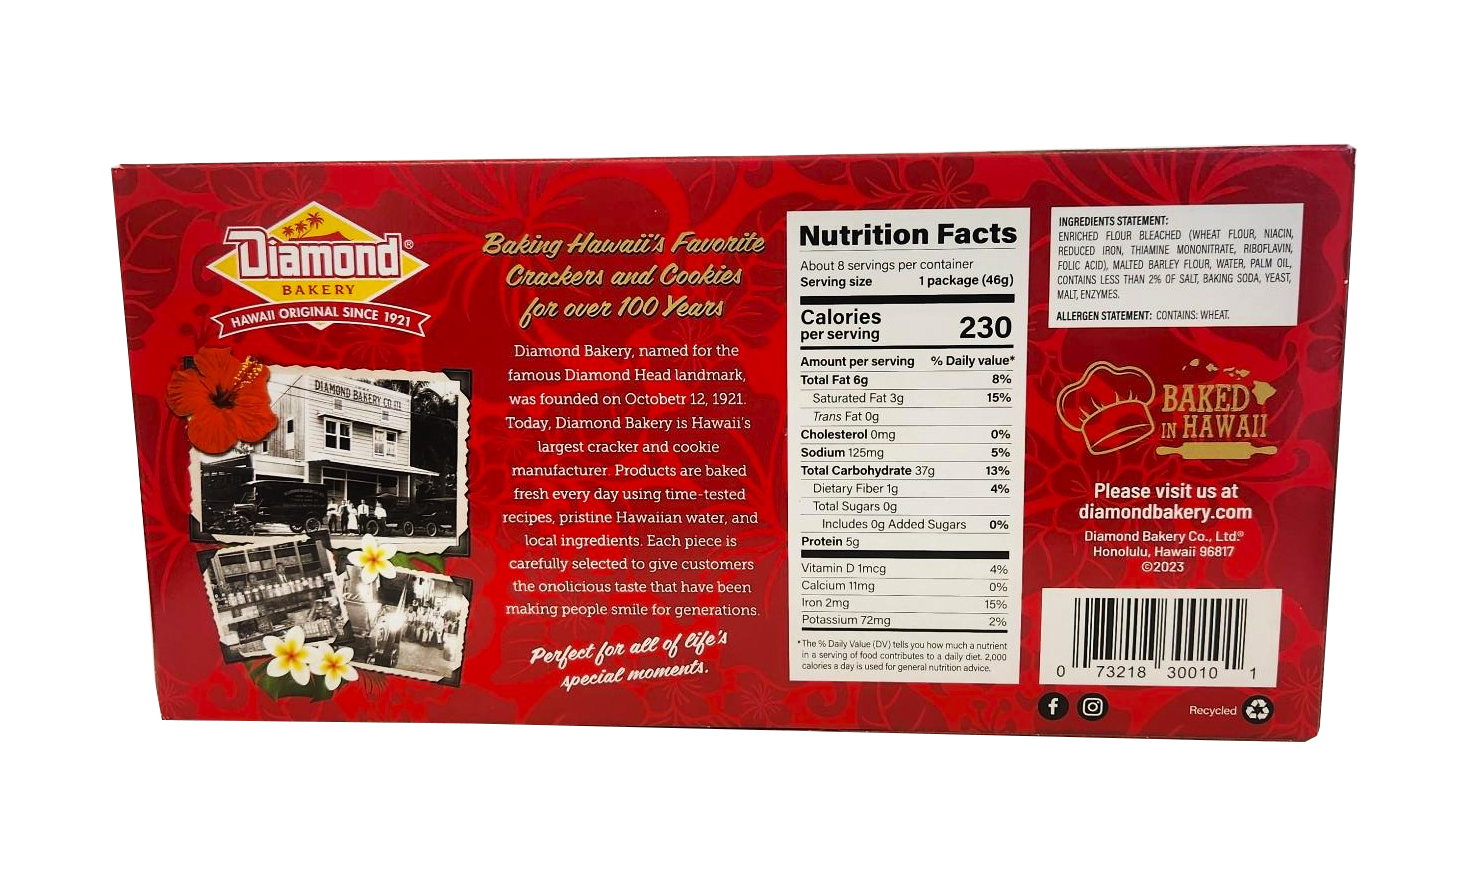 Diamond®
BAKERY
HAWAII ORIGINAL SINCE 1921
DIAMOND BAKERY CO. LTD.
Baking Hawaii's Favorite
Crackers and Cookies
for over 100 Years
Diamond Bakery, named for the
famous Diamond Head landmark,
was founded on Octobetr 12, 1921.
Today, Diamond Bakery is Hawaii's
largest cracker and cookie
manufacturer. Products are baked
fresh every day using time-tested
recipes, pristine Hawaiian water, and
local ingredients. Each piece is
carefully selected to give customers
the onolicious taste that have been
making people smile for generations.
Perfect for all of life's
special moments.
Nutrition Facts
About 8 servings per container
Serving size 1 package (46g)
Calories
per serving 230
Amount per serving % Daily value*
Total Fat 6g 8%
Saturated Fat 3g 15%
Trans Fat 0g
Cholesterol 0mg 0%
Sodium 125mg 5%
Total Carbohydrate 37g 13%
Dietary Fiber 1g 4%
Total Sugars 0g
Includes 0g Added Sugars 0%
Protein 5g
Vitamin D 1mcg 4%
Calcium 11mg 0%
Iron 2mg 15%
Potassium 72mg 2%
*The % Daily Value (DV) tells you how much a nutrient
in a serving of food contributes to a daily diet. 2,000
calories a day is used for general nutrition advice.
INGREDIENTS STATEMENT:
ENRICHED FLOUR BLEACHED (WHEAT FLOUR, NIACIN,
REDUCED IRON, THIAMINE MONONITRATE, RIBOFLAVIN,
FOLIC ACID), MALTED BARLEY FLOUR, WATER, PALM OIL,
CONTAINS LESS THAN 2% OF SALT, BAKING SODA, YEAST,
MALT, ENZYMES.
ALLERGEN STATEMENT: CONTAINS: WHEAT.
BAKED
IN HAWAII
Please visit us at
diamondbakery.com
Diamond Bakery Co., Ltd.®
Honolulu, Hawaii 96817
©2023
0 73218 30010 1
Recycled